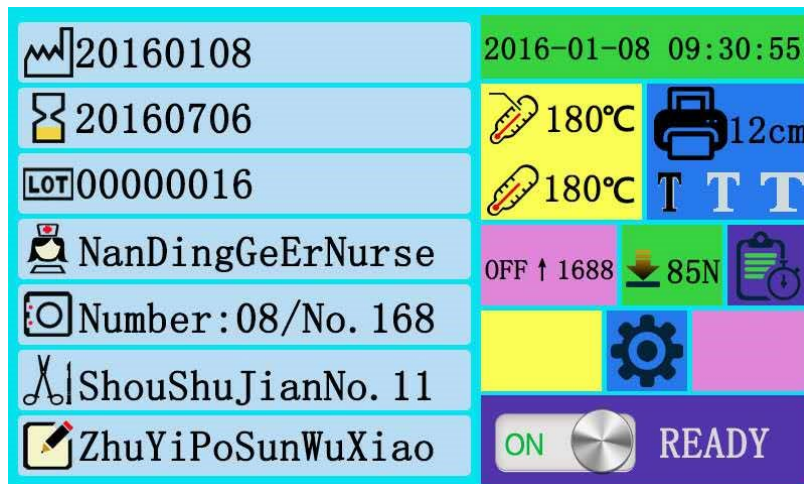 20160108
20160706
LOT 00000016
NanDingGeErNurse
Number:08/No.168
ShouShuJianNo.11
ZhuYiPoSunWuXiao
2016-01-08 09:30:55
180℃
12cm
180℃
T T T
OFF ↑ 1688
85N
ON
READY